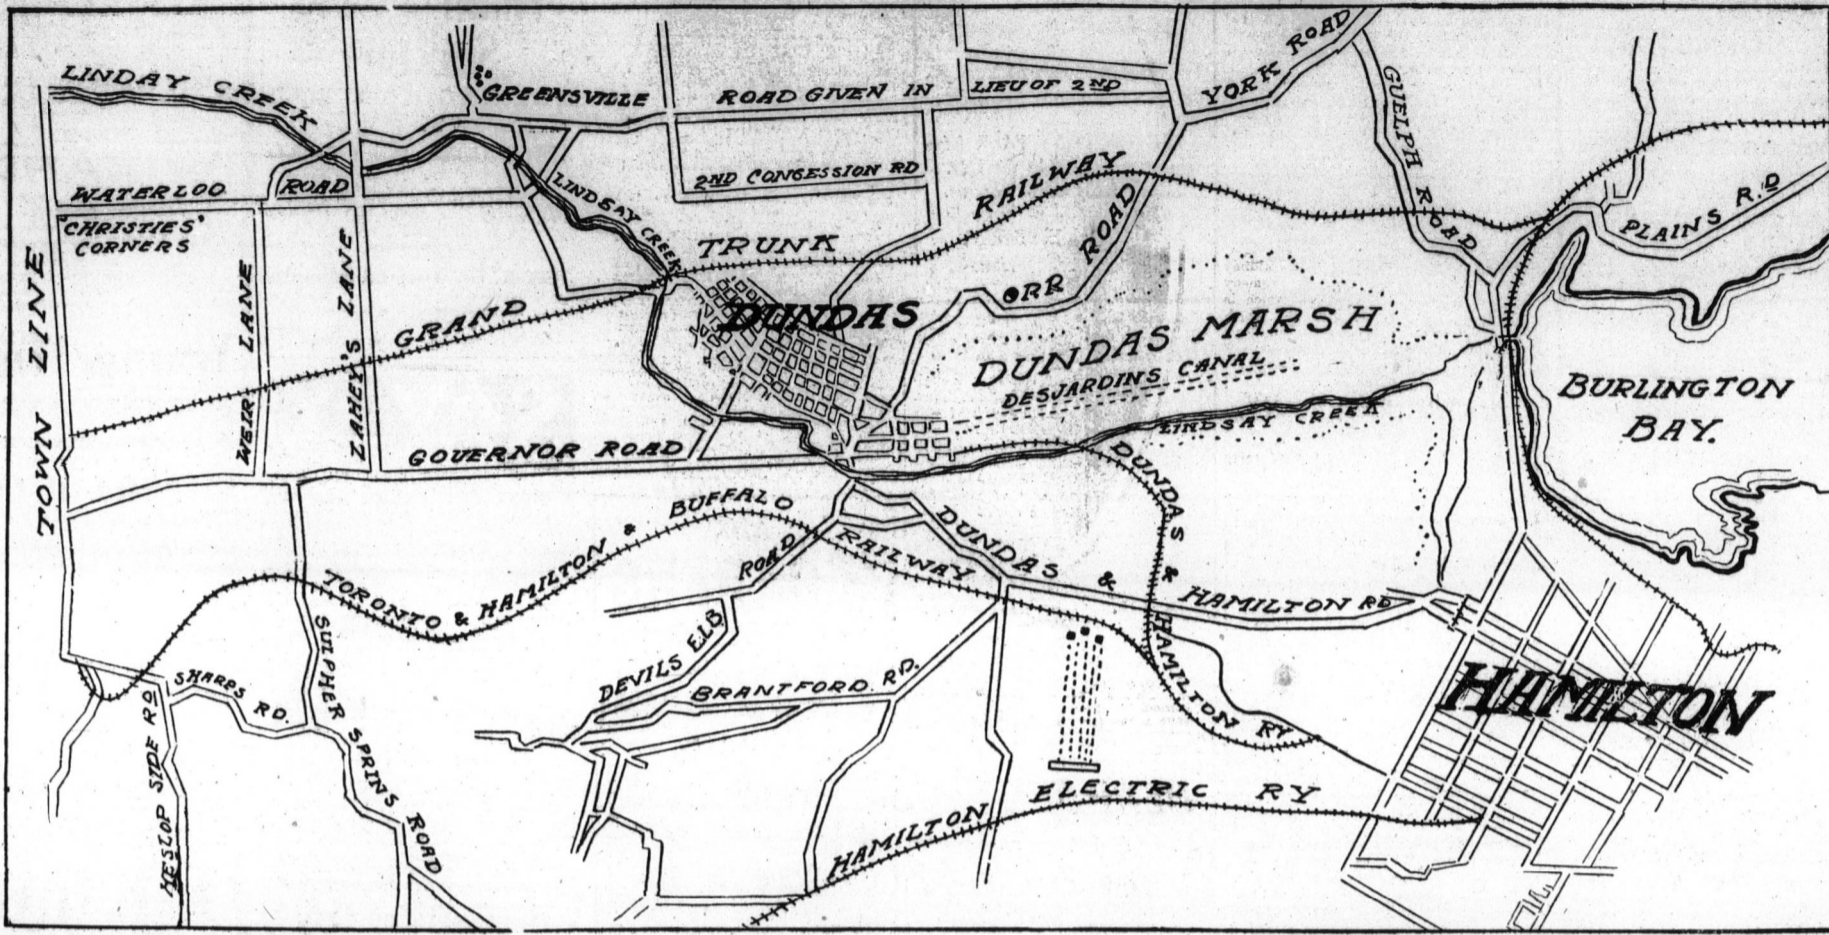 LINDAY CREEK
GREENSVILLE
ROAD GIVEN IN
LIEU OF 2ND
YORK ROAD
GUELPH ROAD
WATERLOO ROAD
"CHRISTIES"
CORNERS
LINDSAY CREEK
2ND CONCESSION RD
RAILWAY
TRUNK
GRAND
ORR ROAD
PLAINS R.D
TOWN LINE
WEIR LANE
ZAHEY'S LANE
DUNDAS
DUNDAS MARSH
DESJARDINS CANAL
LINDSAY CREEK
BURLINGTON
BAY.
GOVERNOR ROAD
TORONTO & HAMILTON & BUFFALO
RAILWAY
ROAD
DUNDAS & HAMILTON RD
DUNDAS & HAMILTON RY
DEVILS ELB
BRANTFORD. RD.
SHARPS RD.
SULPHER SPRINS ROAD
HESLOP SIDE RD
HAMILTON
HAMILTON ELECTRIC RY